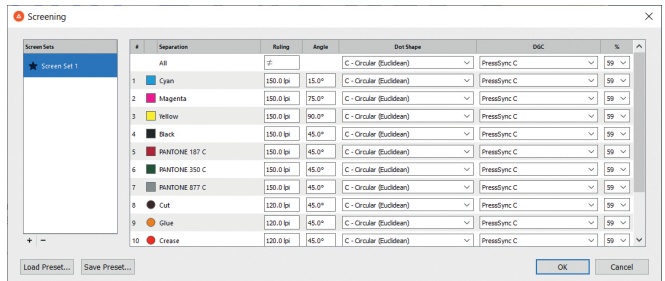 Screening
Screen Sets
Screen Set 1
# Separation Ruling Angle Dot Shape DGC %
All ≠ C - Circular (Euclidean) PressSync C 59
1 Cyan 150.0 lpi 15.0° C - Circular (Euclidean) PressSync C 59
2 Magenta 150.0 lpi 75.0° C - Circular (Euclidean) PressSync C 59
3 Yellow 150.0 lpi 90.0° C - Circular (Euclidean) PressSync C 59
4 Black 150.0 lpi 45.0° C - Circular (Euclidean) PressSync C 59
5 PANTONE 187 C 150.0 lpi 45.0° C - Circular (Euclidean) PressSync C 59
6 PANTONE 350 C 150.0 lpi 45.0° C - Circular (Euclidean) PressSync C 59
7 PANTONE 877 C 150.0 lpi 45.0° C - Circular (Euclidean) PressSync C 59
8 Cut 120.0 lpi 45.0° C - Circular (Euclidean) PressSync C 59
9 Glue 120.0 lpi 45.0° C - Circular (Euclidean) PressSync C 59
10 Crease 120.0 lpi 45.0° C - Circular (Euclidean) PressSync C 59
+ −
Load Preset... Save Preset... OK Cancel